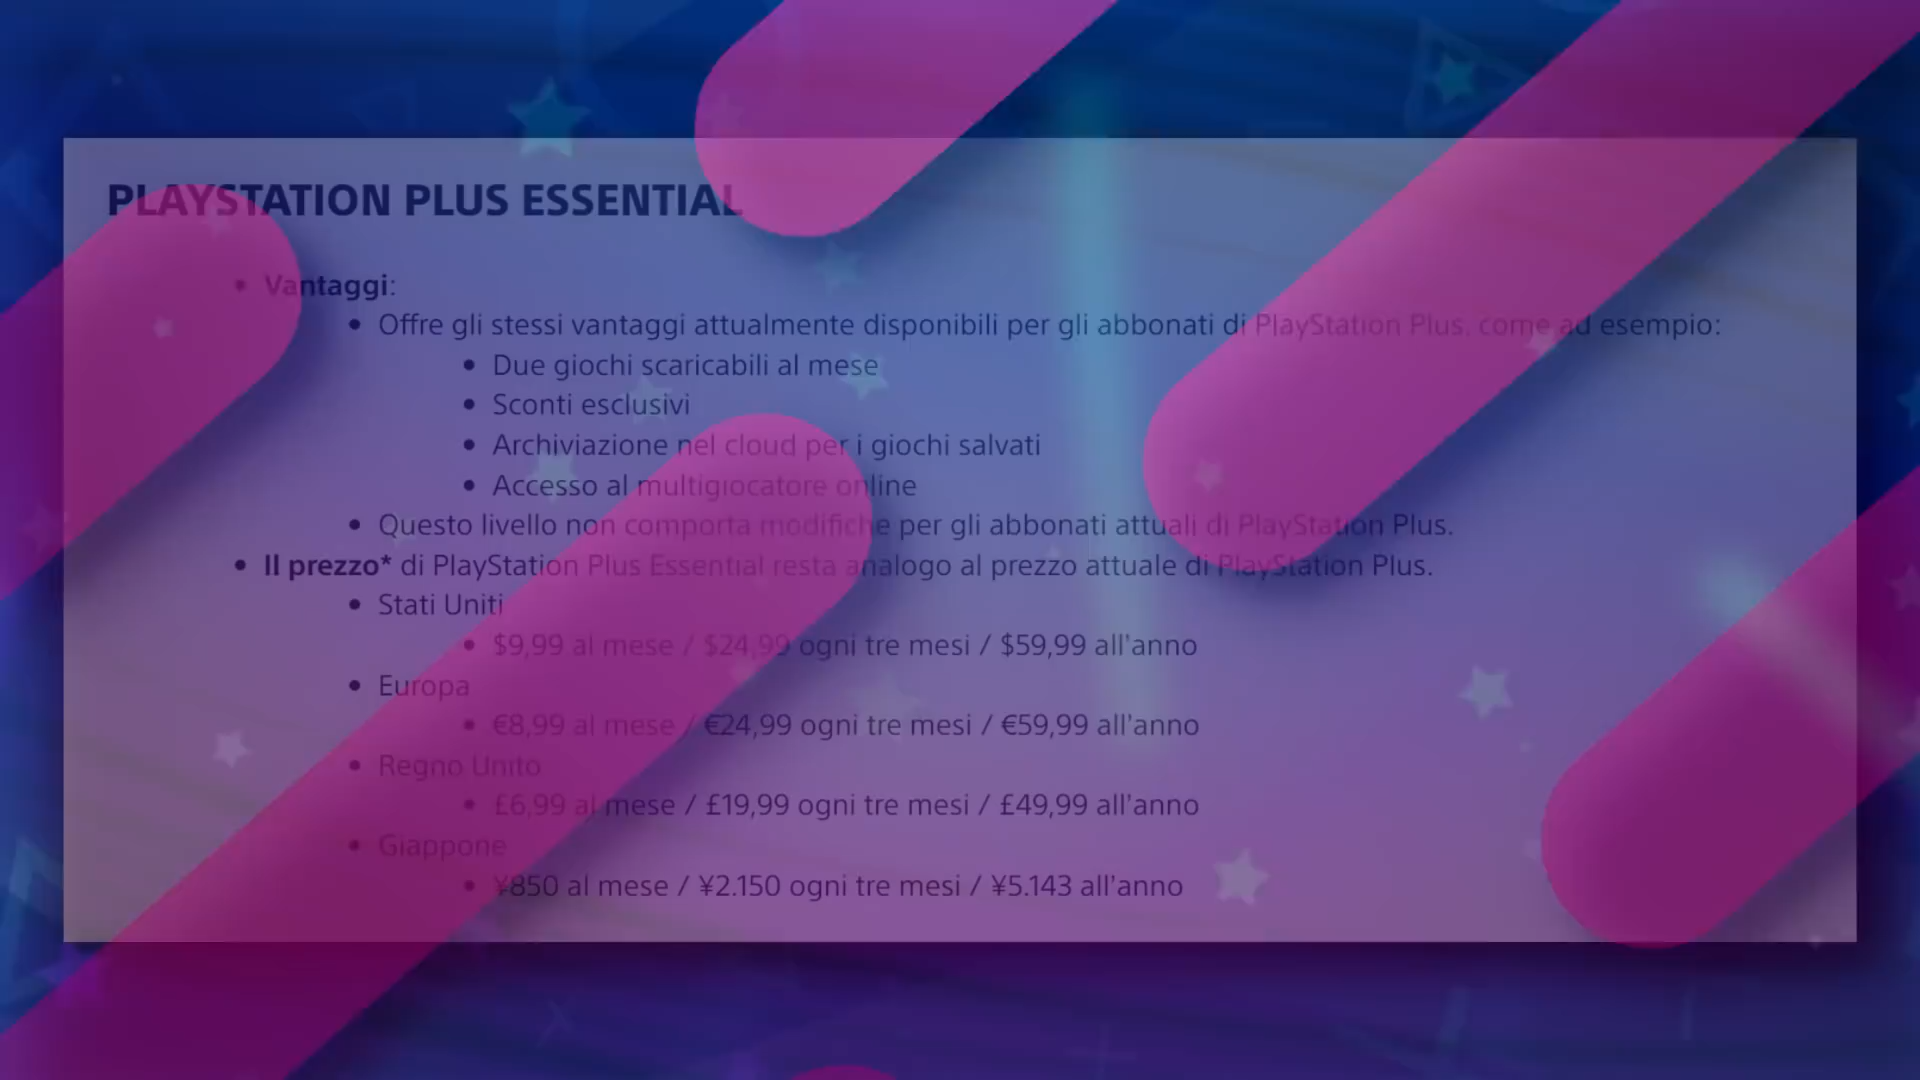 PLAYSTATION PLUS ESSENTIAL
• Vantaggi:
• Offre gli stessi vantaggi attualmente disponibili per gli abbonati di PlayStation Plus, come ad esempio:
• Due giochi scaricabili al mese
• Sconti esclusivi
• Archiviazione nel cloud per i giochi salvati
• Accesso al multigiocatore online
• Questo livello non comporta modifiche per gli abbonati attuali di PlayStation Plus.
• Il prezzo* di PlayStation Plus Essential resta analogo al prezzo attuale di PlayStation Plus.
• Stati Uniti
• $9,99 al mese / $24,99 ogni tre mesi / $59,99 all'anno
• Europa
• €8,99 al mese / €24,99 ogni tre mesi / €59,99 all'anno
• Regno Unito
• £6,99 al mese / £19,99 ogni tre mesi / £49,99 all'anno
• Giappone
• ¥850 al mese / ¥2.150 ogni tre mesi / ¥5.143 all'anno